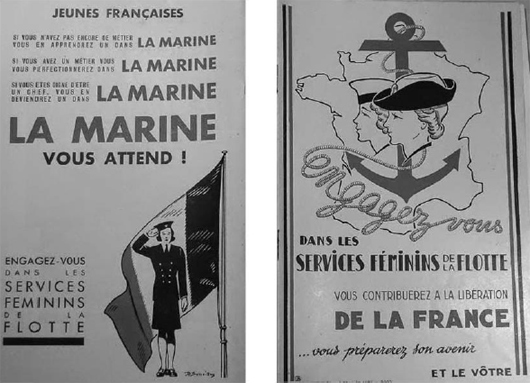 JEUNES FRANÇAISES
SI VOUS N'AVEZ PAS ENCORE DE MÉTIER
VOUS EN APPRENDREZ UN DANS LA MARINE
SI VOUS AVEZ UN MÉTIER VOUS
VOUS PERFECTIONNEREZ DANS LA MARINE
SI VOUS ÊTES DIGNE D'ÊTRE
UN CHEF, VOUS EN
DEVIENDREZ UN DANS LA MARINE
LA MARINE
VOUS ATTEND !
ENGAGEZ-VOUS
DANS LES
SERVICES
FÉMININS
DE LA
FLOTTE
engagez vous
DANS LES
SERVICES FÉMININS DE LA FLOTTE
VOUS CONTRIBUEREZ A LA LIBÉRATION
DE LA FRANCE
...vous préparerez son avenir
ET LE VÔTRE